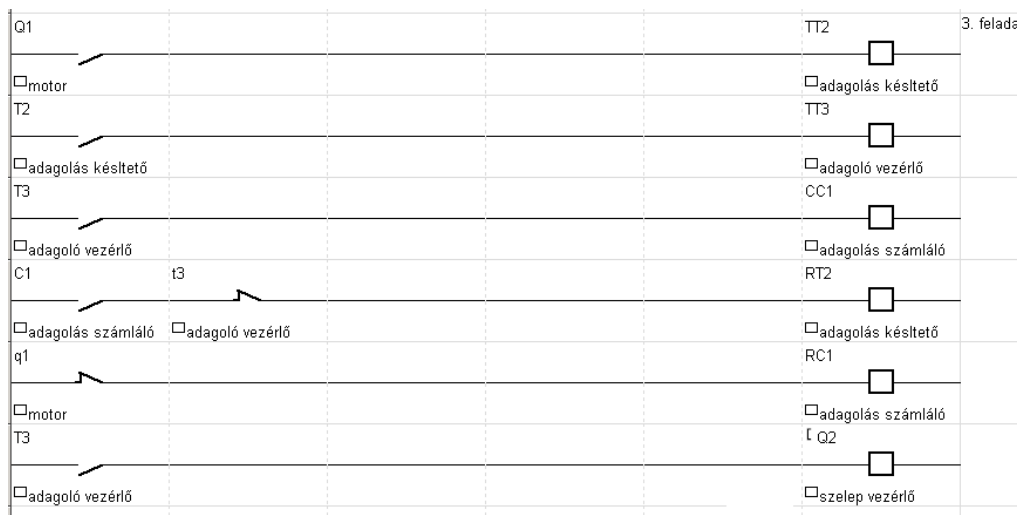 Q1 TT2 3. felada
motor adagolás késltető
T2 TT3
adagolás késltető adagoló vezérlő
T3 CC1
adagoló vezérlő adagolás számláló
C1 t3 RT2
adagolás számláló adagoló vezérlő adagolás késltető
q1 RC1
motor adagolás számláló
T3 [ Q2
adagoló vezérlő szelep vezérlő